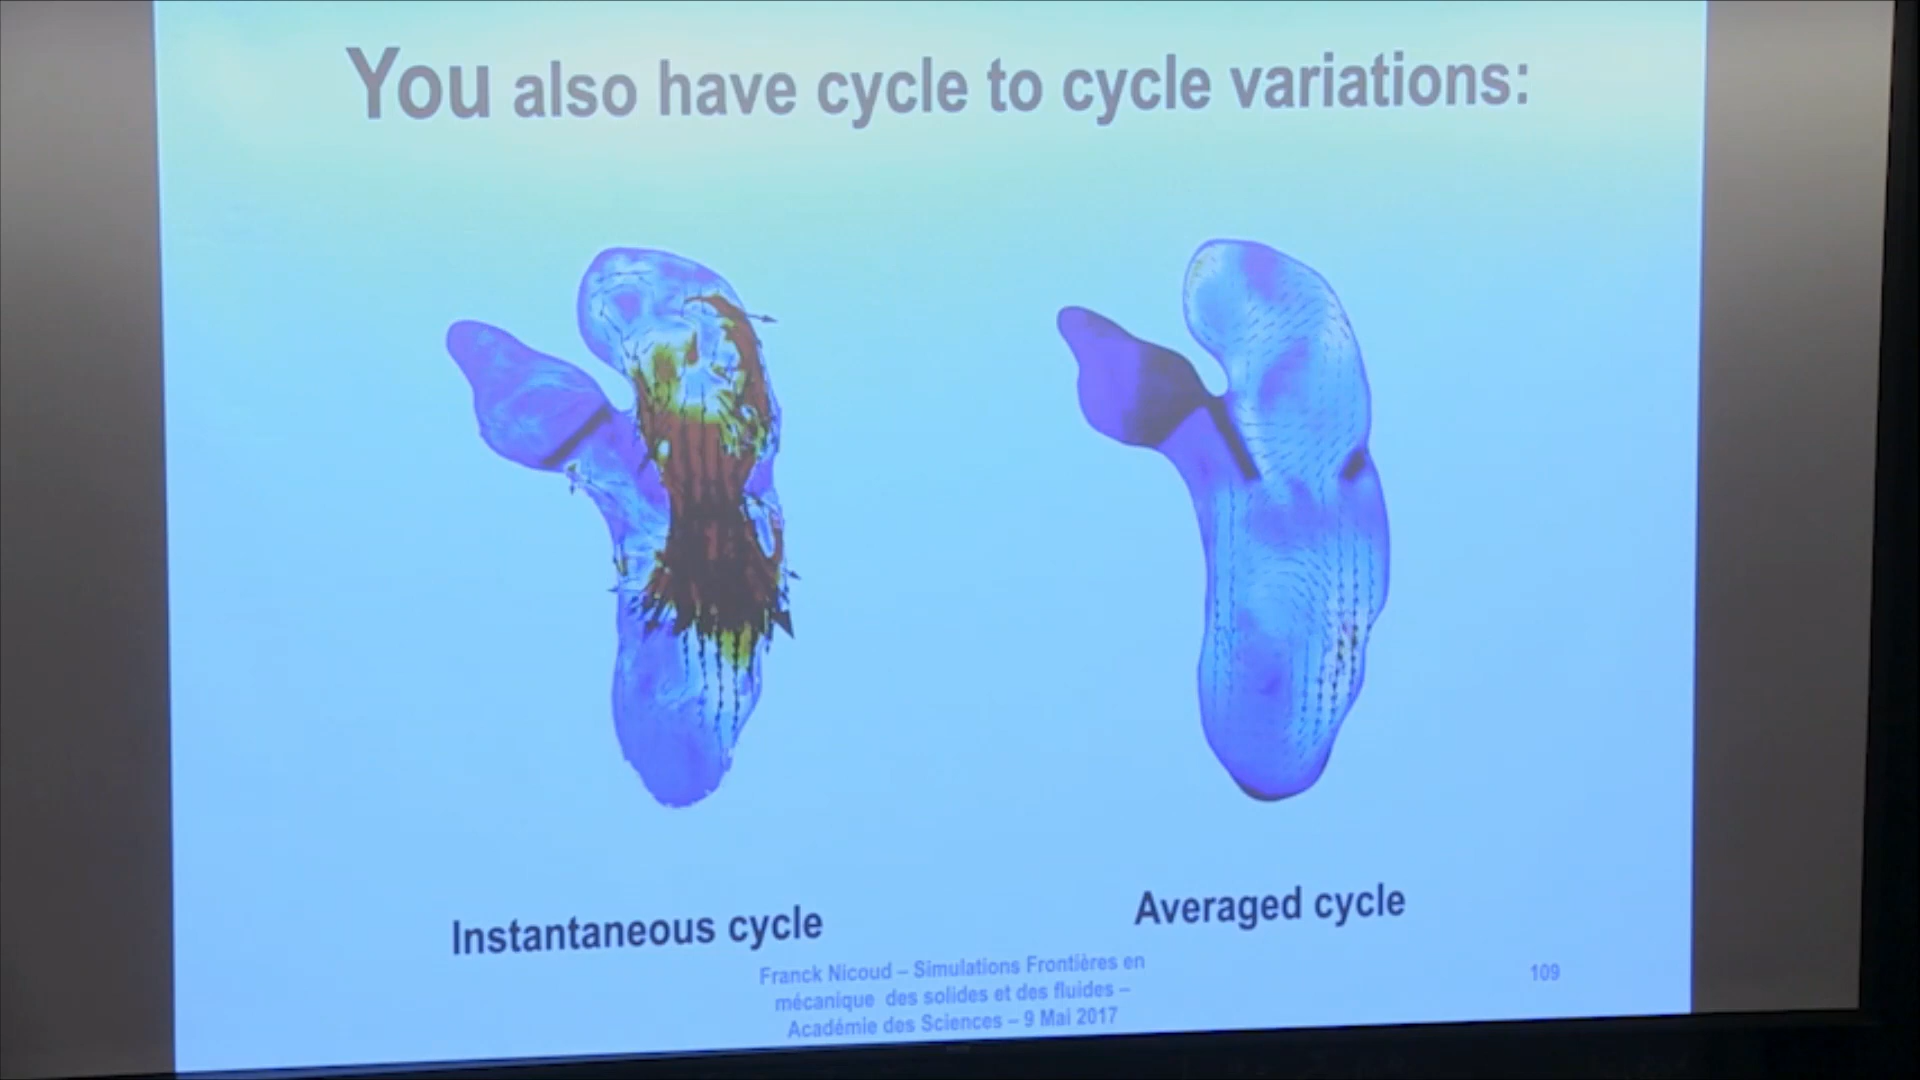 You also have cycle to cycle variations:
Instantaneous cycle
Averaged cycle
Franck Nicoud – Simulations Frontières en
mécanique des solides et des fluides –
Académie des Sciences – 9 Mai 2017
109